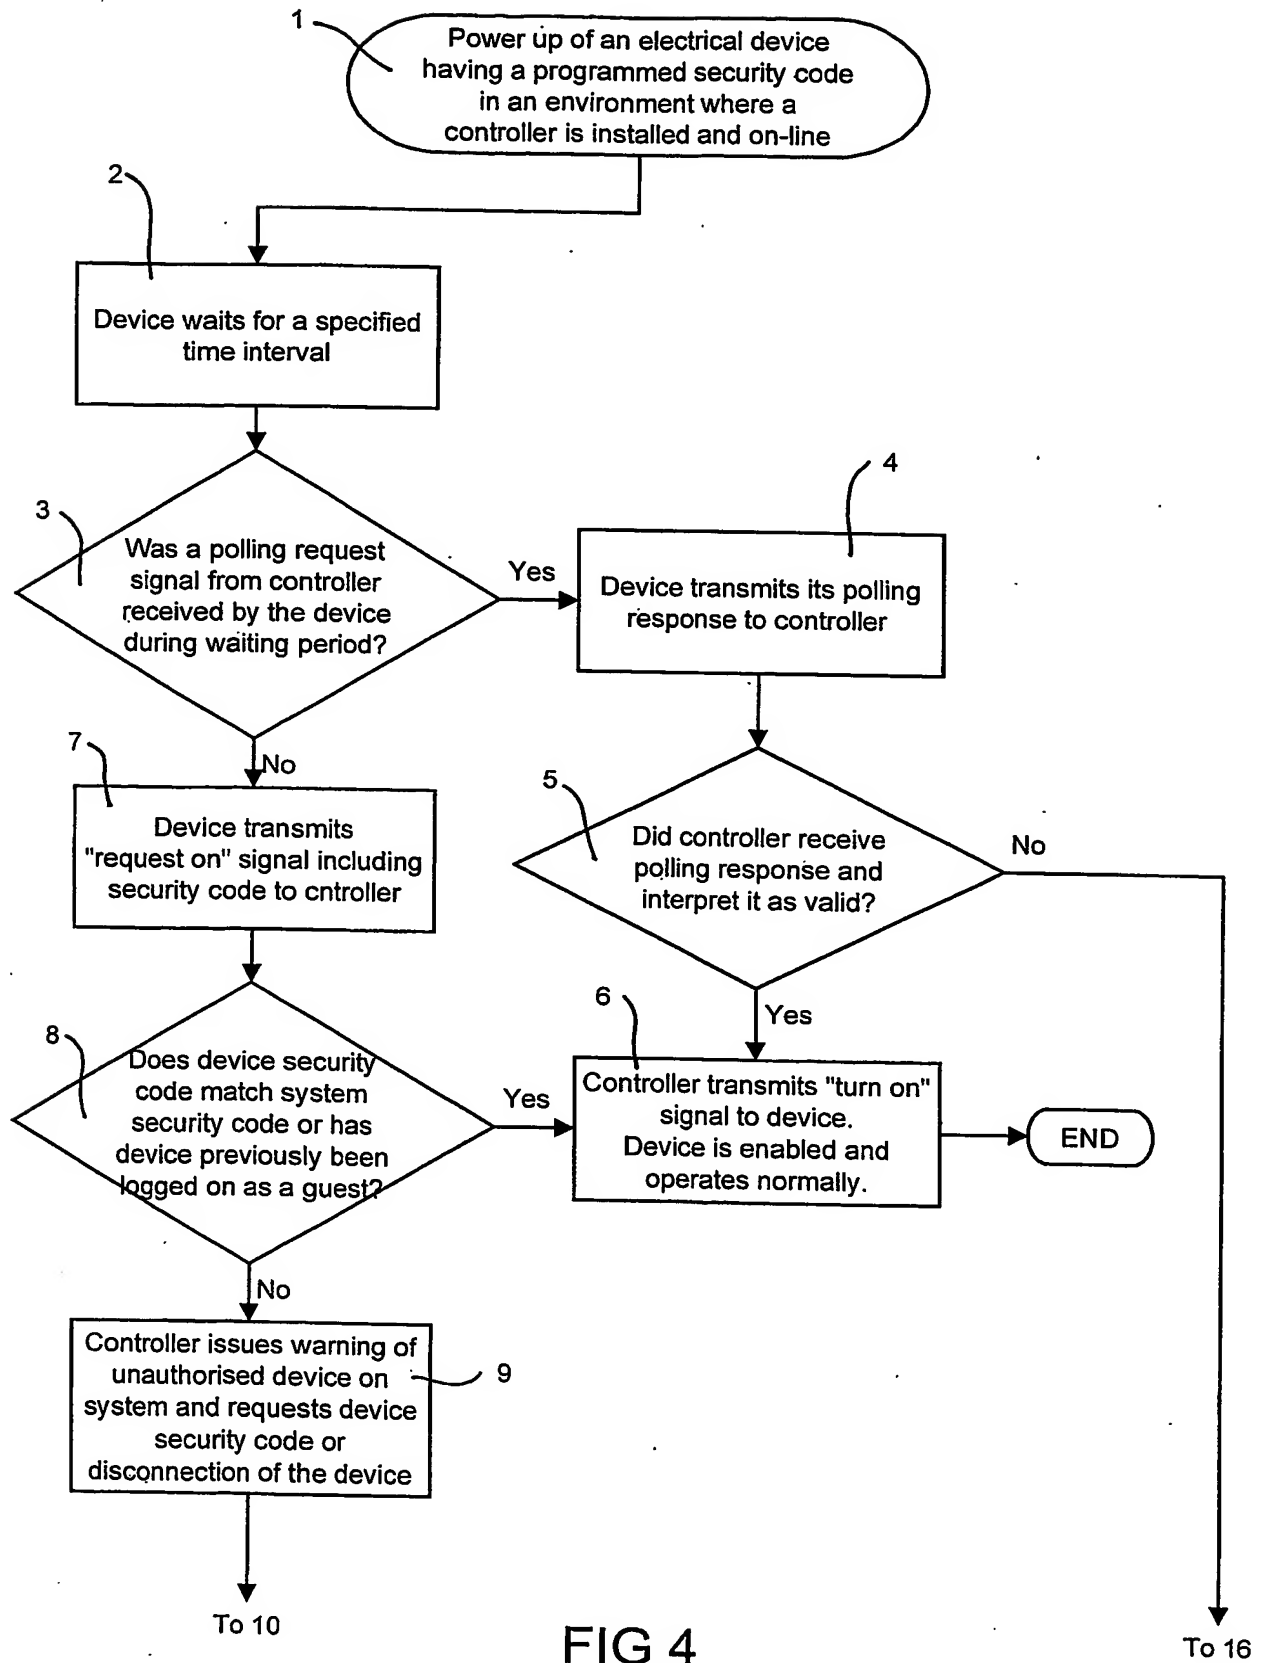 1
Power up of an electrical device
having a programmed security code
in an environment where a
controller is installed and on-line
2
Device waits for a specified
time interval
3
Was a polling request
signal from controller
received by the device
during waiting period?
Yes
4
Device transmits its polling
response to controller
No
7
Device transmits
"request on" signal including
security code to cntroller
5
Did controller receive
polling response and
interpret it as valid?
No
Yes
8
Does device security
code match system
security code or has
device previously been
logged on as a guest?
Yes
6
Controller transmits "turn on"
signal to device.
Device is enabled and
operates normally.
END
No
Controller issues warning of
unauthorised device on
system and requests device
security code or
disconnection of the device
9
To 10
FIG 4
To 16